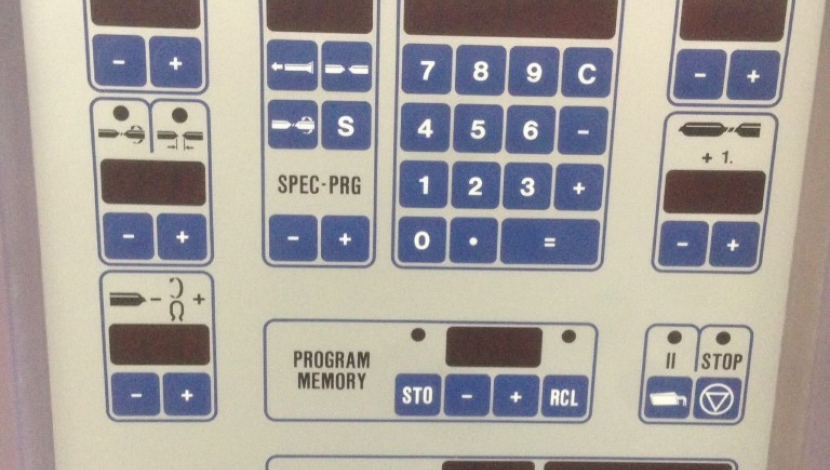 - +
- +
7 8 9 C
4 5 6 -
S
+ 1.
SPEC-PRG
1 2 3 +
- +
- +
0 . =
- +
- Ω +
- +
PROGRAM
MEMORY
STO - + RCL
II STOP